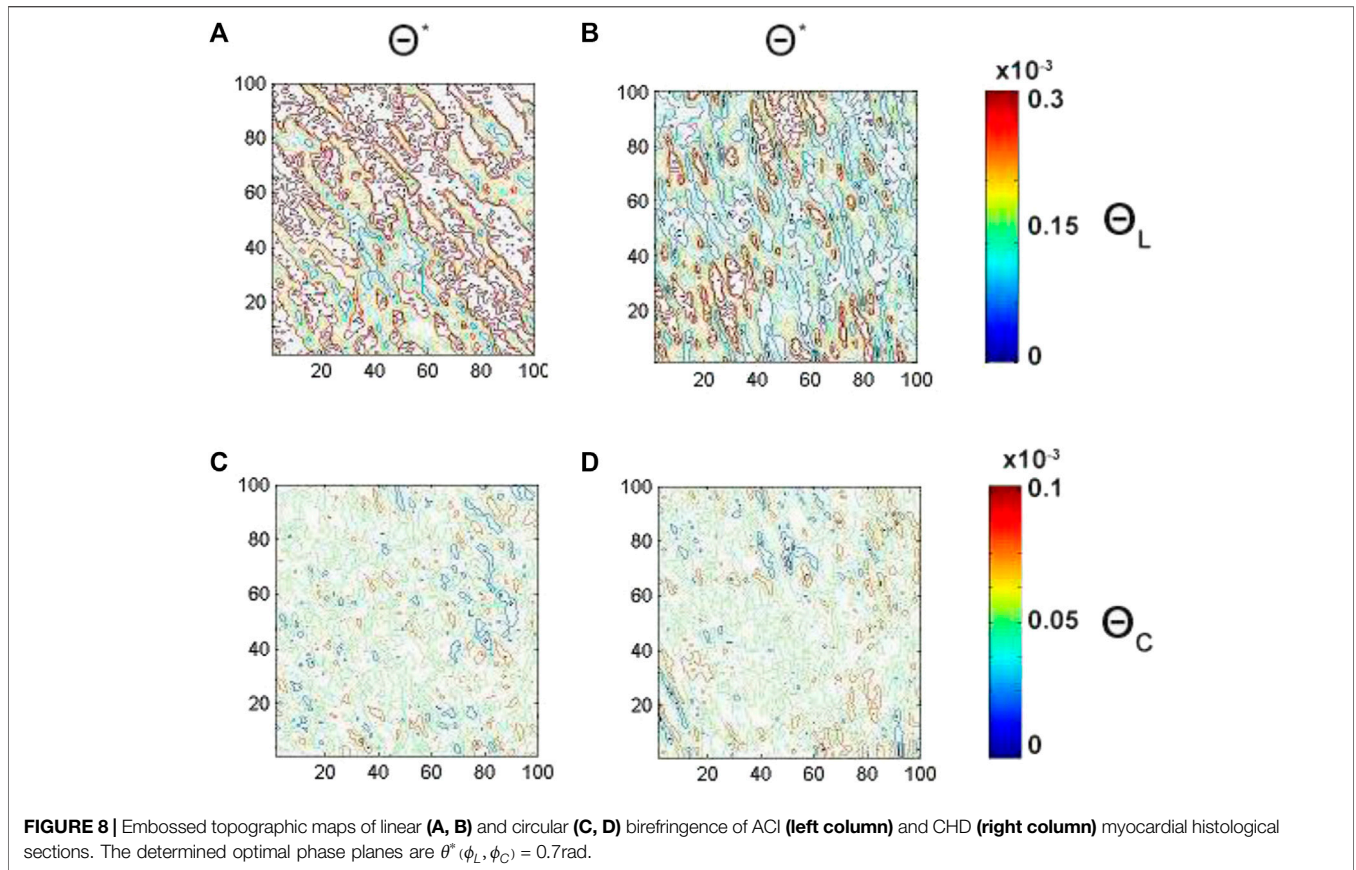 A
Θ*
B
Θ*
100
80
60
40
20
20 40 60 80 100
100
80
60
40
20
20 40 60 80 100
x10⁻³
0.3
0.15
0
Θ_L
C
D
100
80
60
40
20
20 40 60 80 100
100
80
60
40
20
20 40 60 80 100
x10⁻³
0.1
0.05
0
Θ_C
FIGURE 8 | Embossed topographic maps of linear (A, B) and circular (C, D) birefringence of ACI (left column) and CHD (right column) myocardial histological
sections. The determined optimal phase planes are θ*(ϕ_L, ϕ_C) = 0.7rad.